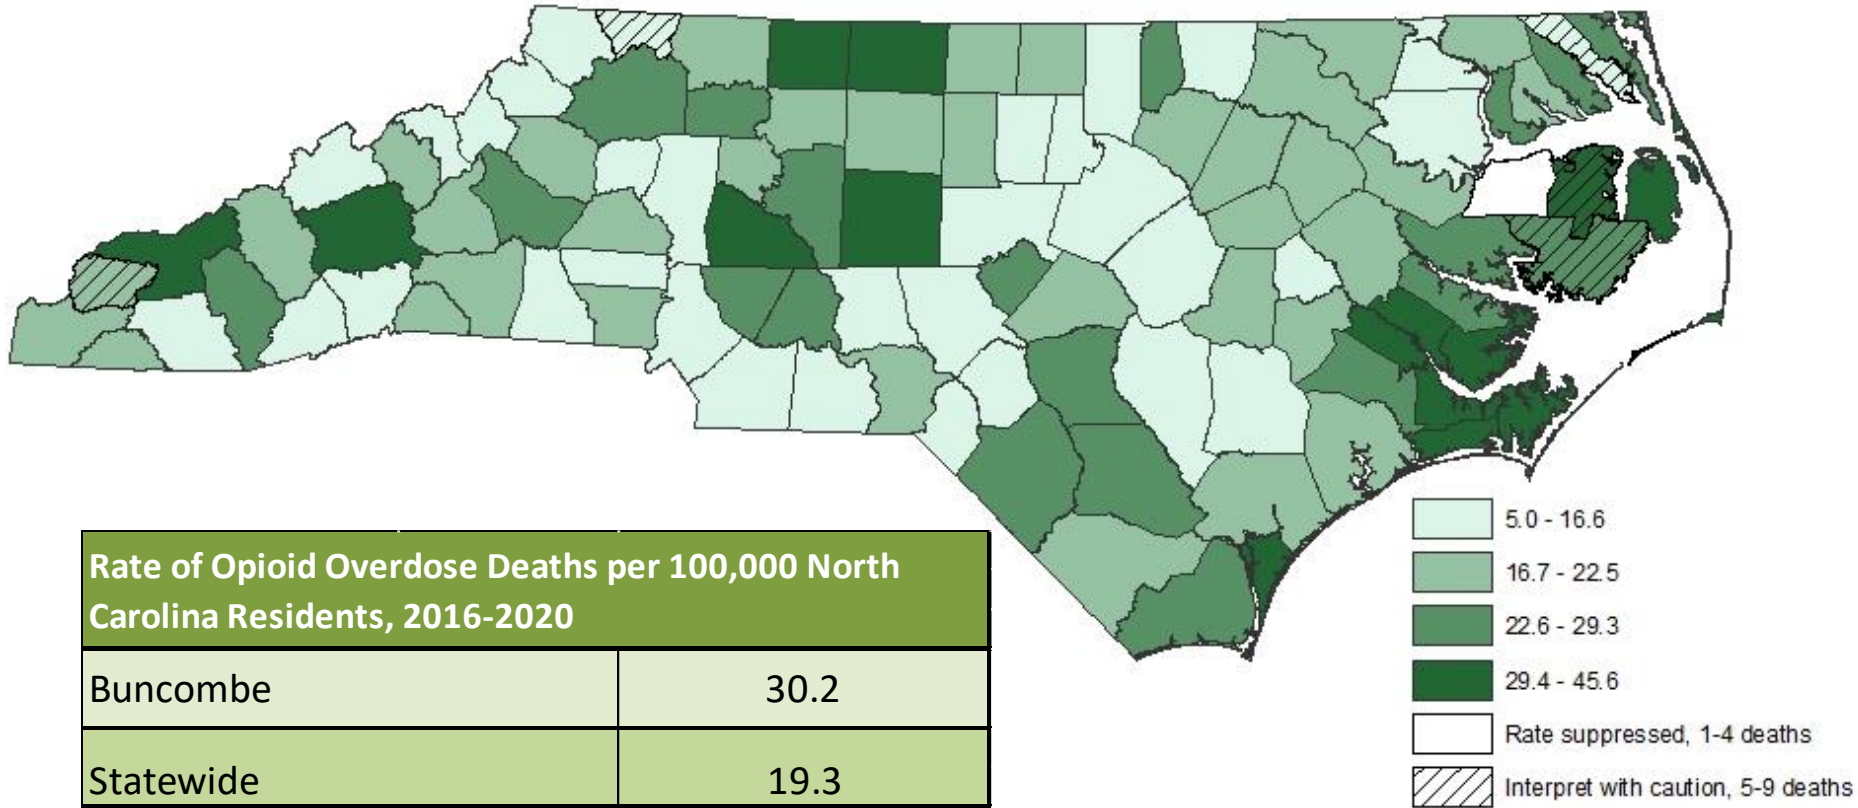 Rate of Opioid Overdose Deaths per 100,000 North
Carolina Residents, 2016-2020
Buncombe 30.2
Statewide 19.3
5.0 - 16.6
16.7 - 22.5
22.6 - 29.3
29.4 - 45.6
Rate suppressed, 1-4 deaths
Interpret with caution, 5-9 deaths